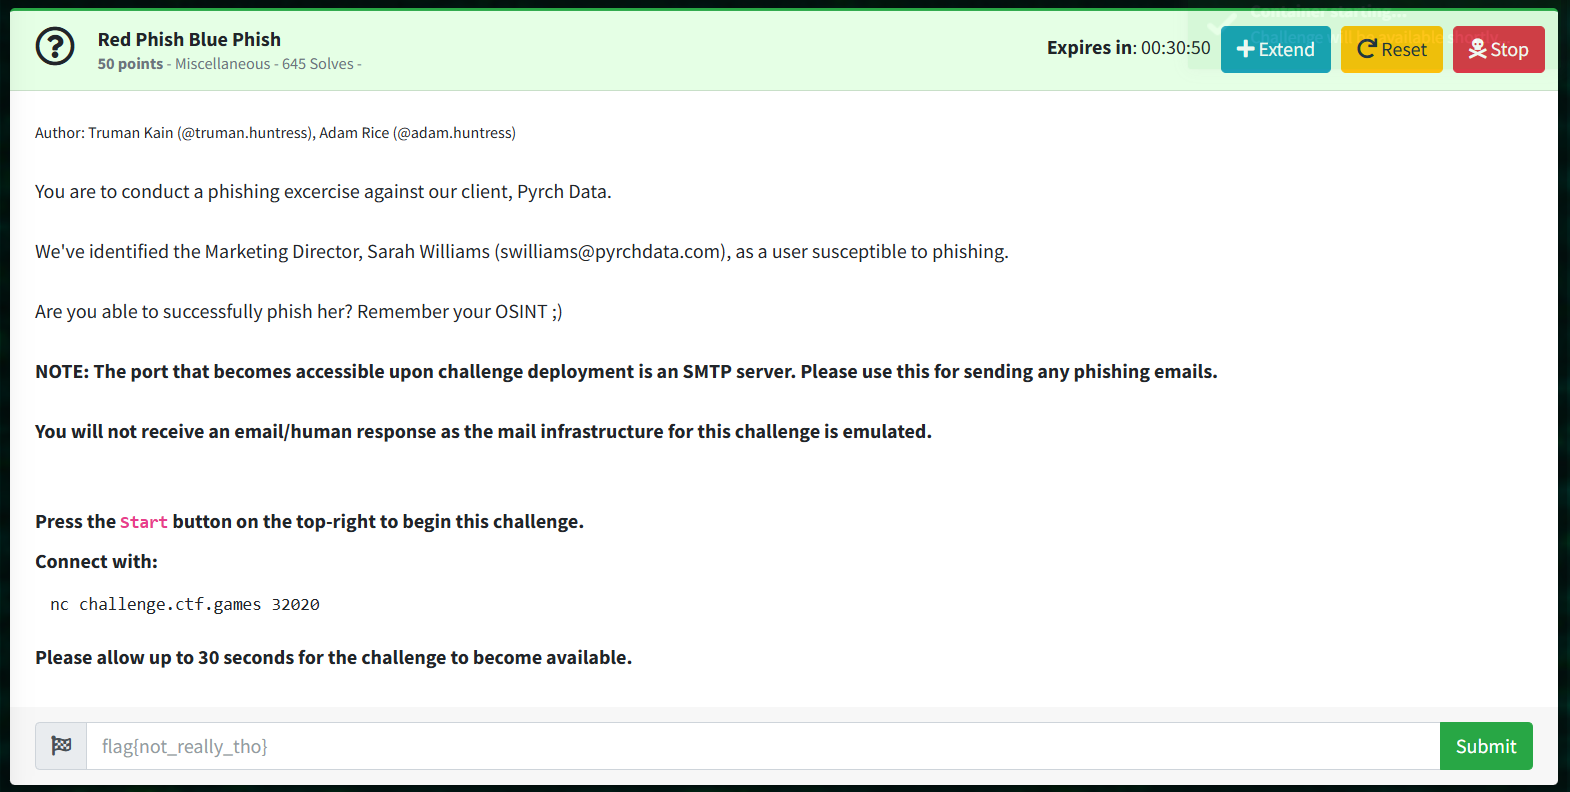 Container starting...
Red Phish Blue Phish
50 points - Miscellaneous - 645 Solves -
Expires in: 00:30:50
Extend
Reset
Stop
Author: Truman Kain (@truman.huntress), Adam Rice (@adam.huntress)
You are to conduct a phishing excercise against our client, Pyrch Data.
We've identified the Marketing Director, Sarah Williams (swilliams@pyrchdata.com), as a user susceptible to phishing.
Are you able to successfully phish her? Remember your OSINT ;)
NOTE: The port that becomes accessible upon challenge deployment is an SMTP server. Please use this for sending any phishing emails.
You will not receive an email/human response as the mail infrastructure for this challenge is emulated.
Press the Start button on the top-right to begin this challenge.
Connect with:
nc challenge.ctf.games 32020
Please allow up to 30 seconds for the challenge to become available.
flag{not_really_tho}
Submit